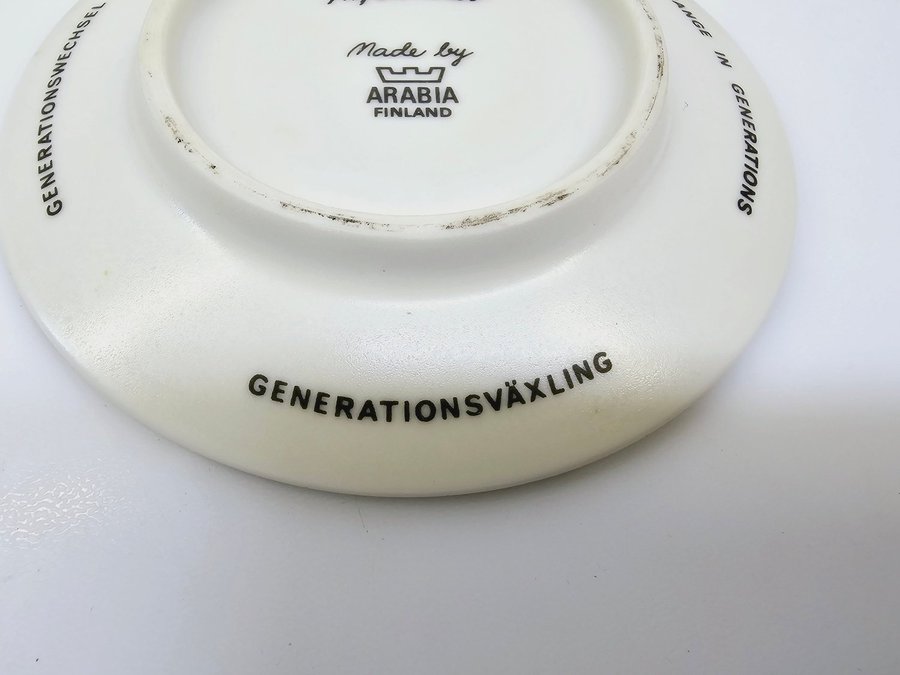 Made by
ARABIA
FINLAND
GENERATIONSWECHSEL
IN GENERATIONS
GENERATIONSVÄXLING